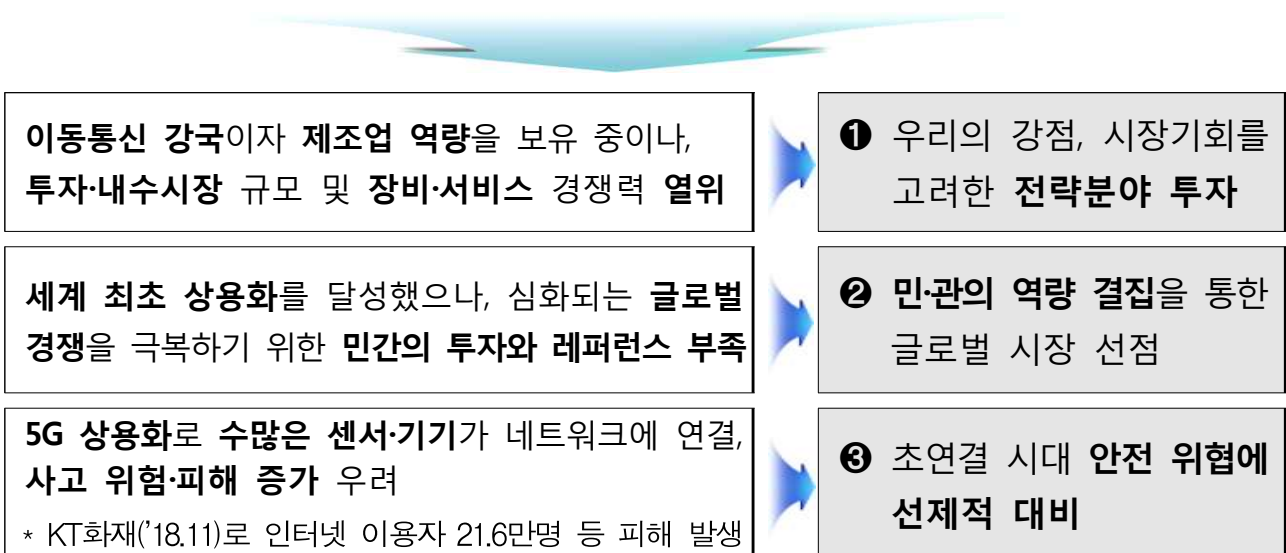 이동통신 강국이자 제조업 역량을 보유 중이나,
투자·내수시장 규모 및 장비·서비스 경쟁력 열위
❶ 우리의 강점, 시장기회를
고려한 전략분야 투자
세계 최초 상용화를 달성했으나, 심화되는 글로벌
경쟁을 극복하기 위한 민간의 투자와 레퍼런스 부족
❷ 민·관의 역량 결집을 통한
글로벌 시장 선점
5G 상용화로 수많은 센서·기기가 네트워크에 연결,
사고 위험·피해 증가 우려
* KT화재('18.11)로 인터넷 이용자 21.6만명 등 피해 발생
❸ 초연결 시대 안전 위협에
선제적 대비